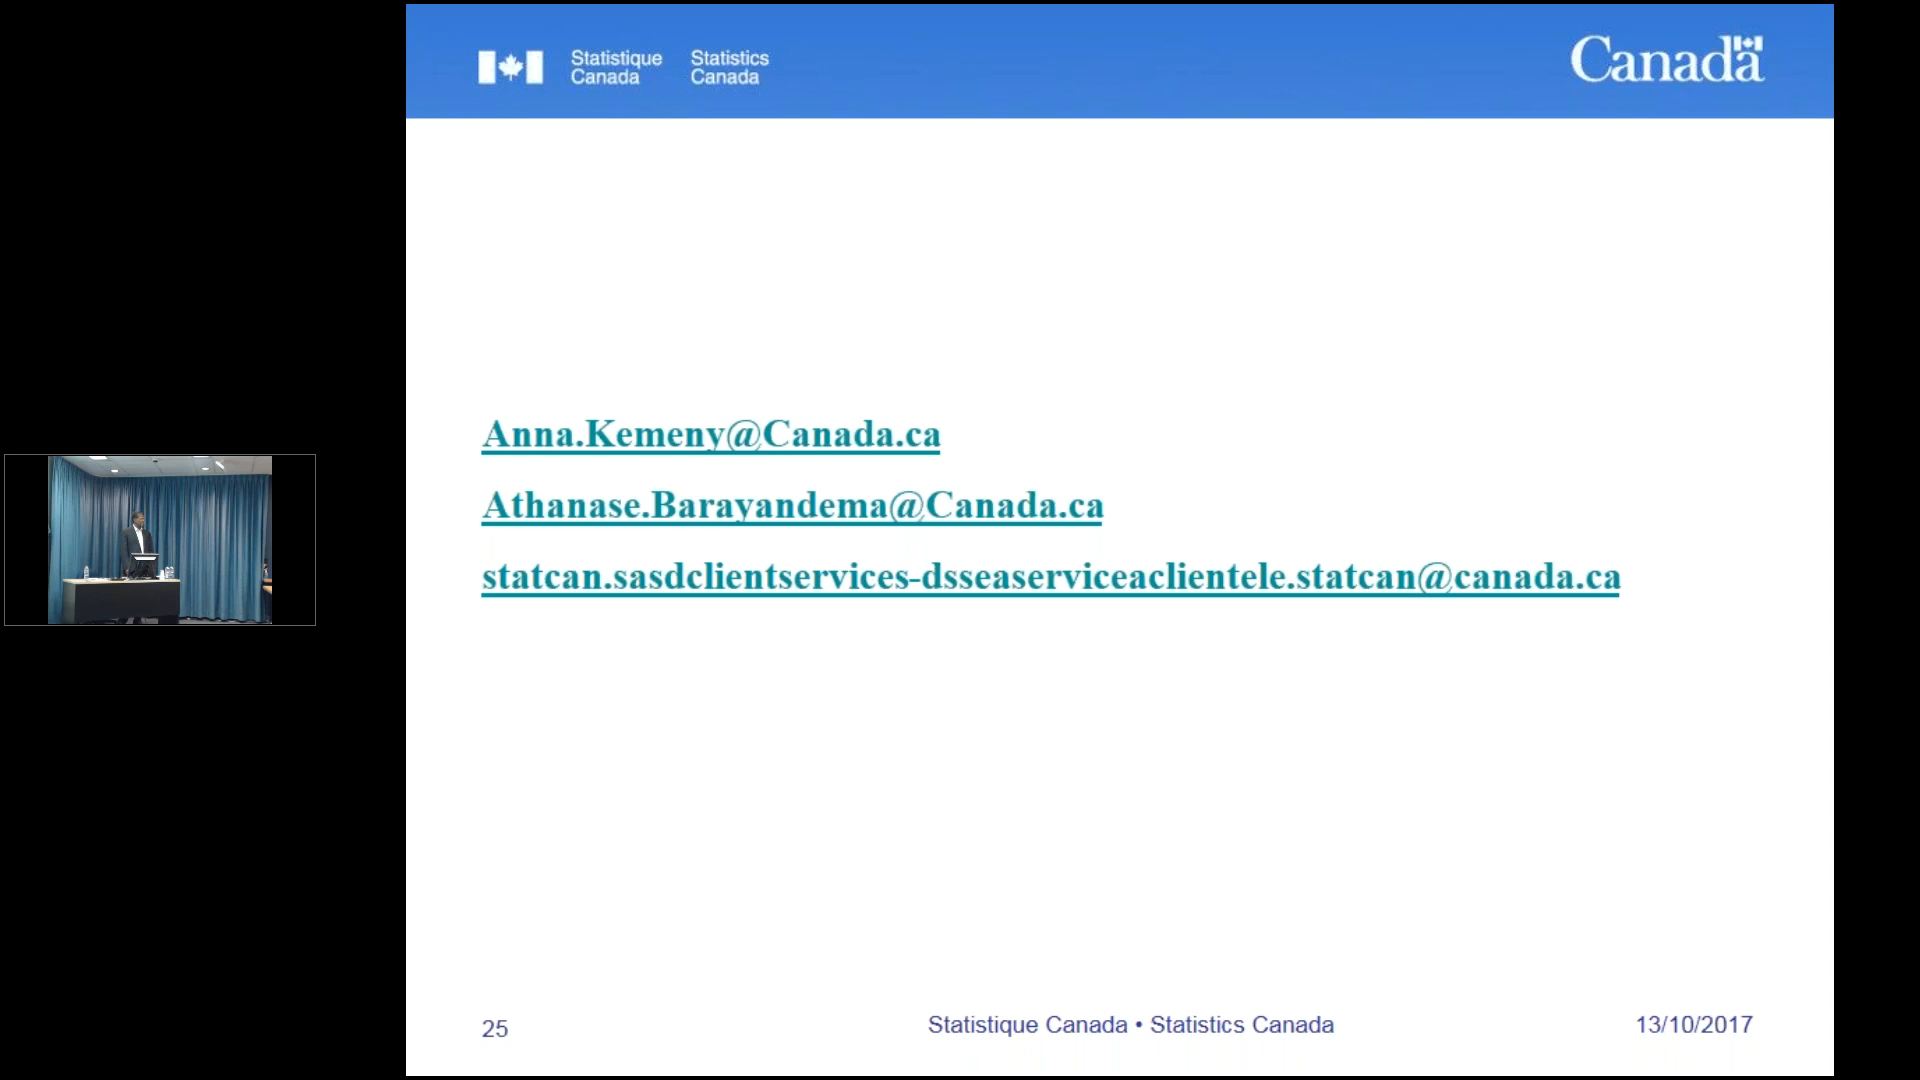 Statistique Canada
Statistics Canada
Canada
Anna.Kemeny@Canada.ca
Athanase.Barayandema@Canada.ca
statcan.sasdclientservices-dsseaserviceaclientele.statcan@canada.ca
25
Statistique Canada • Statistics Canada
13/10/2017